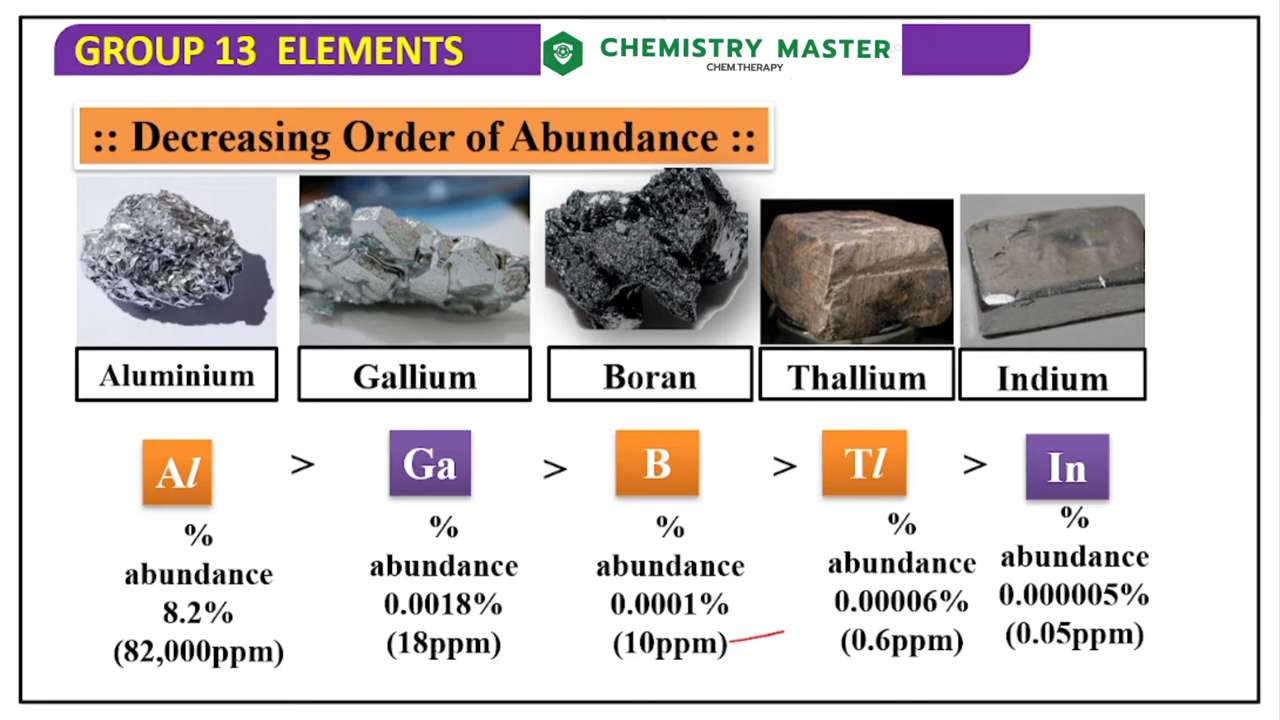 GROUP 13 ELEMENTS
CHEMISTRY MASTER
CHEM.THERAPY
:: Decreasing Order of Abundance ::
Aluminium
Gallium
Boran
Thallium
Indium
Al > Ga > B > Tl > In
%
abundance
8.2%
(82,000ppm)
%
abundance
0.0018%
(18ppm)
%
abundance
0.0001%
(10ppm)
%
abundance
0.00006%
(0.6ppm)
%
abundance
0.000005%
(0.05ppm)